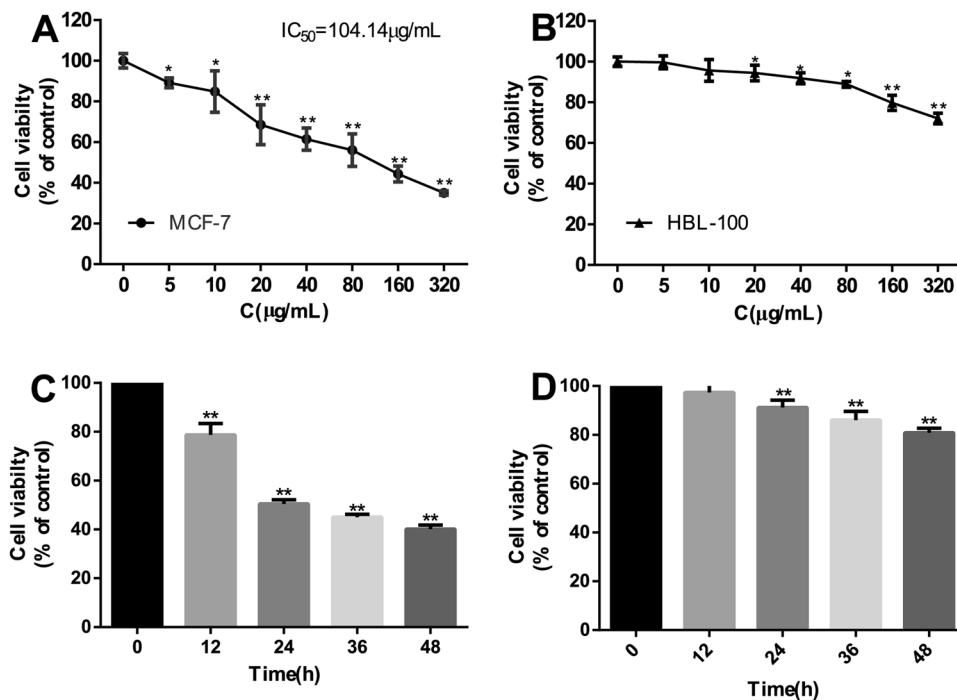 A
IC50=104.14μg/mL
120
100
80
60
40
20
0
Cell viabilty
(% of control)
* * ** ** ** ** **
MCF-7
0 5 10 20 40 80 160 320
C(μg/mL)
B
120
100
80
60
40
20
0
Cell viabilty
(% of control)
* * * ** **
HBL-100
0 5 10 20 40 80 160 320
C(μg/mL)
C
100
80
60
40
20
0
Cell viabilty
(% of control)
** ** ** **
0 12 24 36 48
Time(h)
D
100
80
60
40
20
0
Cell viabilty
(% of control)
** ** **
0 12 24 36 48
Time(h)